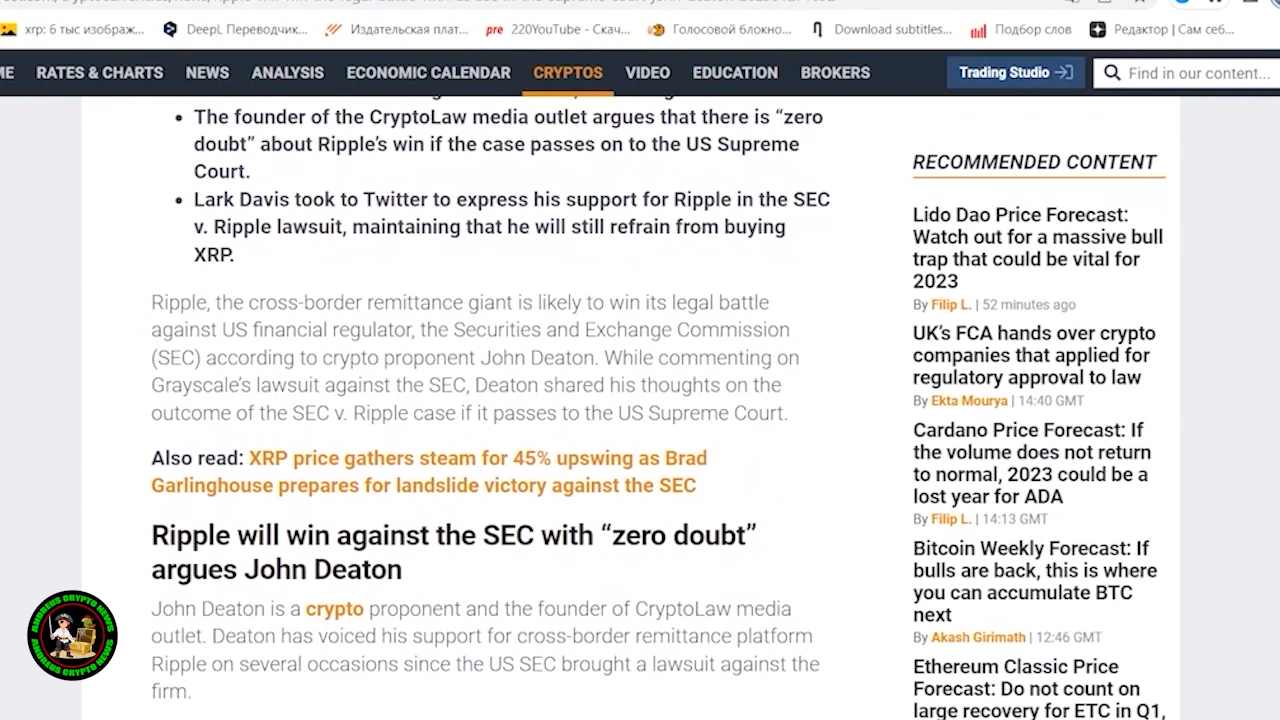 xrp: 6 тыс изображ...
DeepL Переводчик...
Издательская плат...
pre 220YouTube - Скач...
Голосовой блокно...
Download subtitles...
Подбор слов
Редактор | Сам себ...
ME RATES & CHARTS NEWS ANALYSIS ECONOMIC CALENDAR CRYPTOS VIDEO EDUCATION BROKERS
Trading Studio
Find in our content...
The founder of the CryptoLaw media outlet argues that there is “zero
doubt” about Ripple’s win if the case passes on to the US Supreme
Court.
Lark Davis took to Twitter to express his support for Ripple in the SEC
v. Ripple lawsuit, maintaining that he will still refrain from buying
XRP.
Ripple, the cross-border remittance giant is likely to win its legal battle
against US financial regulator, the Securities and Exchange Commission
(SEC) according to crypto proponent John Deaton. While commenting on
Grayscale’s lawsuit against the SEC, Deaton shared his thoughts on the
outcome of the SEC v. Ripple case if it passes to the US Supreme Court.
Also read: XRP price gathers steam for 45% upswing as Brad
Garlinghouse prepares for landslide victory against the SEC
Ripple will win against the SEC with “zero doubt”
argues John Deaton
John Deaton is a crypto proponent and the founder of CryptoLaw media
outlet. Deaton has voiced his support for cross-border remittance platform
Ripple on several occasions since the US SEC brought a lawsuit against the
firm.
RECOMMENDED CONTENT
Lido Dao Price Forecast:
Watch out for a massive bull
trap that could be vital for
2023
By Filip L. | 52 minutes ago
UK’s FCA hands over crypto
companies that applied for
regulatory approval to law
By Ekta Mourya | 14:40 GMT
Cardano Price Forecast: If
the volume does not return
to normal, 2023 could be a
lost year for ADA
By Filip L. | 14:13 GMT
Bitcoin Weekly Forecast: If
bulls are back, this is where
you can accumulate BTC
next
By Akash Girimath | 12:46 GMT
Ethereum Classic Price
Forecast: Do not count on
large recovery for ETC in Q1,
ANDREUS CRYPTO NEWS
ANDREUS CRYPTO NEWS